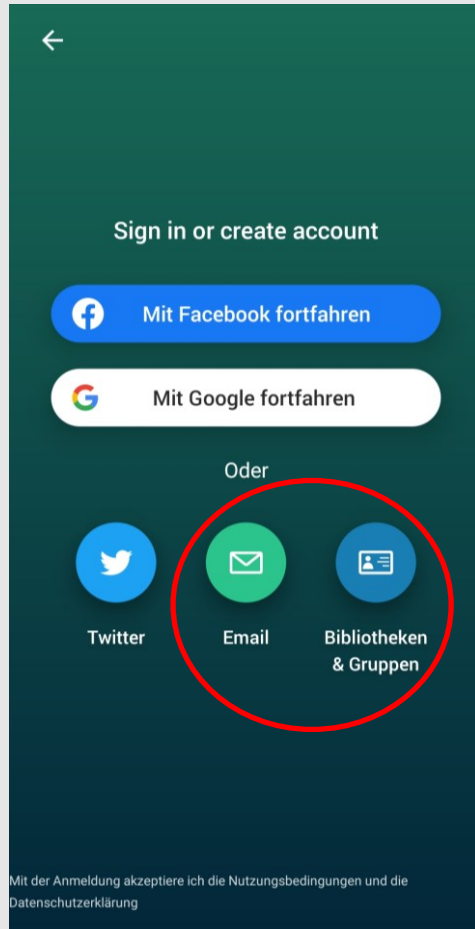 Sign in or create account
Mit Facebook fortfahren
Mit Google fortfahren
Oder
Twitter
Email
Bibliotheken
& Gruppen
Mit der Anmeldung akzeptiere ich die Nutzungsbedingungen und die
Datenschutzerklärung